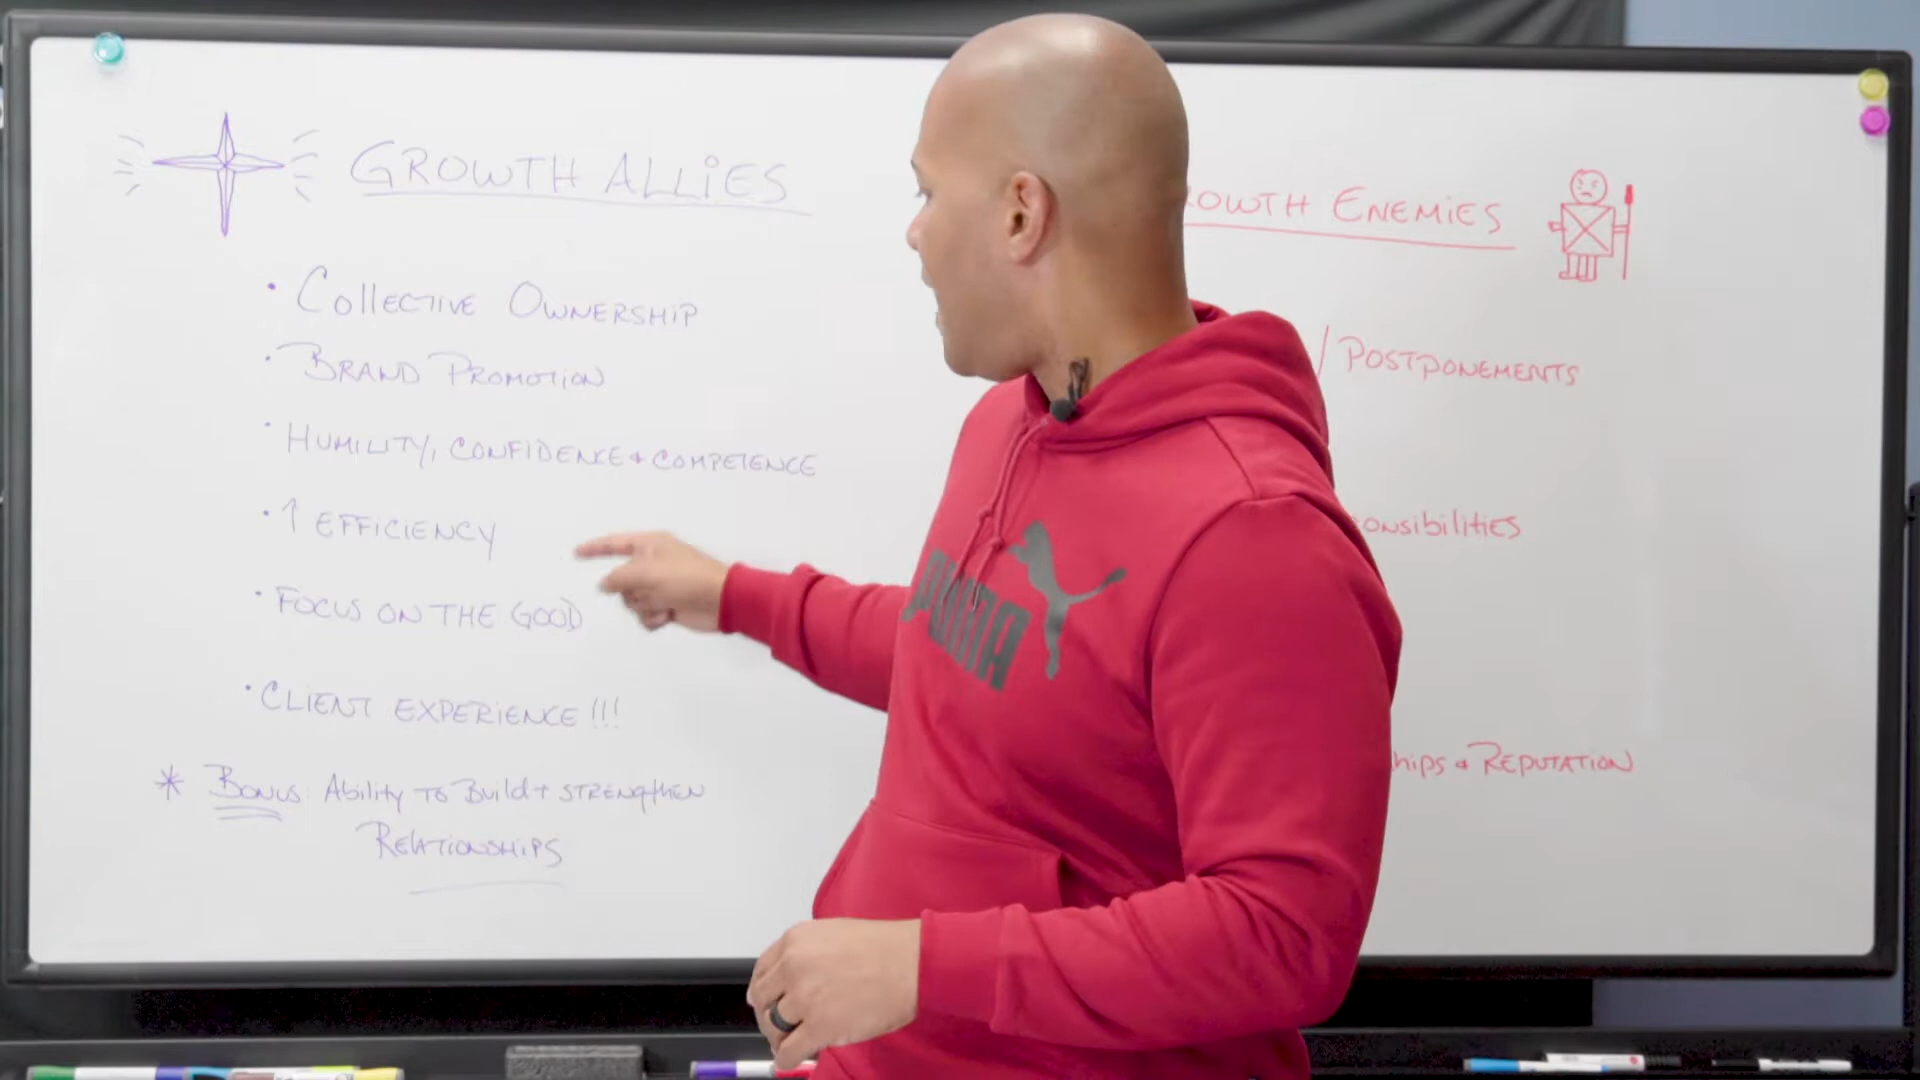 GROWTH ALLIES
• COLLECTIVE OWNERSHIP
• BRAND PROMOTION
• HUMILITY, CONFIDENCE + COMPETENCE
• ↑ EFFICIENCY
• FOCUS ON THE GOOD
• CLIENT EXPERIENCE!!!
* BONUS: Ability TO Build + STRENGTHEN
RELATIONSHIPS
ROWTH ENEMIES
/ POSTPONEMENTS
ONSIBILITIES
hips & REPUTATION
PUMA